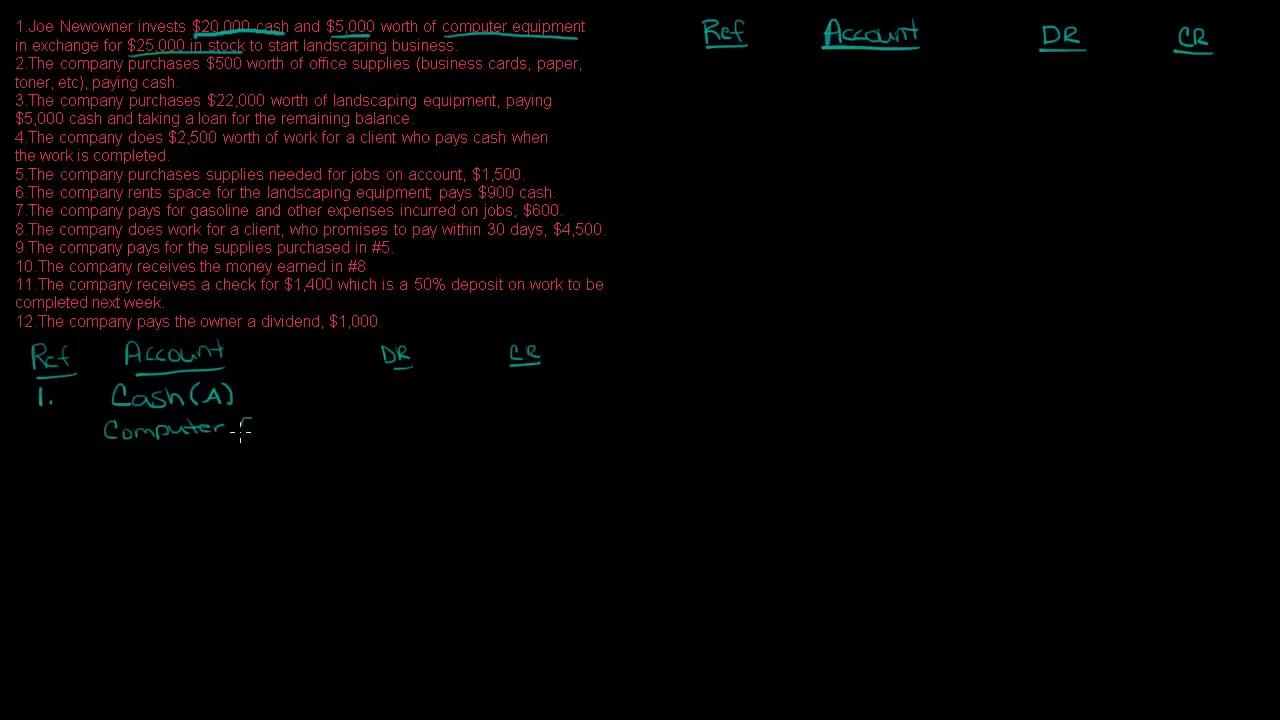 1.Joe Newowner invests $20,000 cash and $5,000 worth of computer equipment
in exchange for $25,000 in stock to start landscaping business.
2.The company purchases $500 worth of office supplies (business cards, paper,
toner, etc), paying cash.
3.The company purchases $22,000 worth of landscaping equipment, paying
$5,000 cash and taking a loan for the remaining balance.
4.The company does $2,500 worth of work for a client who pays cash when
the work is completed.
5.The company purchases supplies needed for jobs on account, $1,500.
6.The company rents space for the landscaping equipment; pays $900 cash.
7.The company pays for gasoline and other expenses incurred on jobs, $600.
8.The company does work for a client, who promises to pay within 30 days, $4,500.
9.The company pays for the supplies purchased in #5.
10.The company receives the money earned in #8
11.The company receives a check for $1,400 which is a 50% deposit on work to be
completed next week.
12.The company pays the owner a dividend, $1,000.
Ref Account DR CR
1. Cash (A)
Computer
Ref Account DR CR